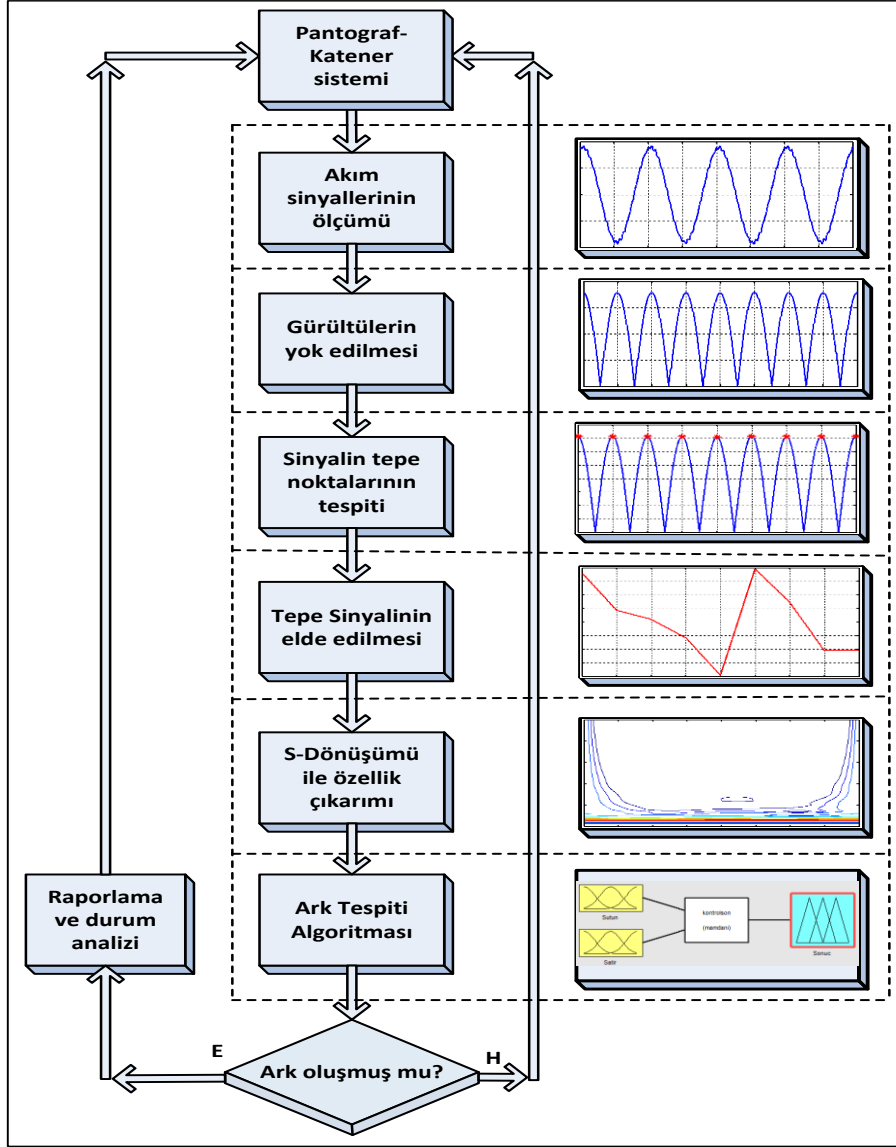 Pantograf-
Katener
sistemi
Akım
sinyallerinin
ölçümü
Gürültülerin
yok edilmesi
Sinyalin tepe
noktalarının
tespiti
Tepe Sinyalinin
elde edilmesi
S-Dönüşümü
ile özellik
çıkarımı
Raporlama
ve durum
analizi
Ark Tespiti
Algoritması
Sutun
Satir
kontrolson
(mamdani)
Sonuc
E
Ark oluşmuş mu?
H